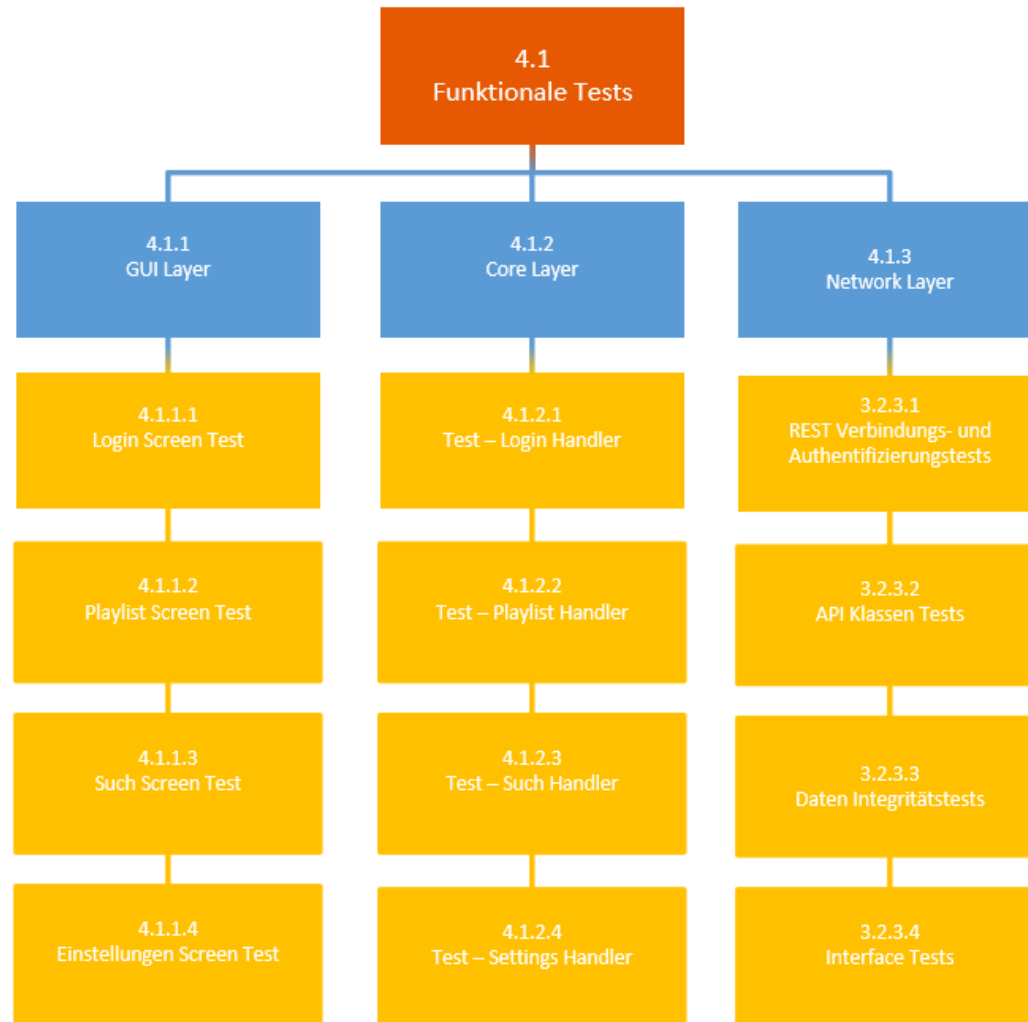 4.1
Funktionale Tests
4.1.1
GUI Layer
4.1.2
Core Layer
4.1.3
Network Layer
4.1.1.1
Login Screen Test
4.1.2.1
Test – Login Handler
3.2.3.1
REST Verbindungs- und
Authentifizierungstests
4.1.1.2
Playlist Screen Test
4.1.2.2
Test – Playlist Handler
3.2.3.2
API Klassen Tests
4.1.1.3
Such Screen Test
4.1.2.3
Test – Such Handler
3.2.3.3
Daten Integritätstests
4.1.1.4
Einstellungen Screen Test
4.1.2.4
Test – Settings Handler
3.2.3.4
Interface Tests